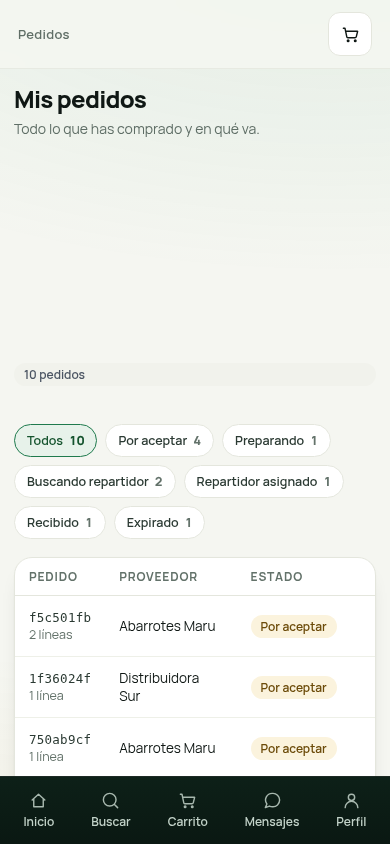 Pedidos
Mis pedidos
Todo lo que has comprado y en qué va.
10 pedidos
Todos 10
Por aceptar 4
Preparando 1
Buscando repartidor 2
Repartidor asignado 1
Recibido 1
Expirado 1
PEDIDO PROVEEDOR ESTADO
f5c501fb
2 líneas
Abarrotes Maru
Por aceptar
1f36024f
1 línea
Distribuidora
Sur
Por aceptar
750ab9cf
1 línea
Abarrotes Maru
Por aceptar
Inicio
Buscar
Carrito
Mensajes
Perfil